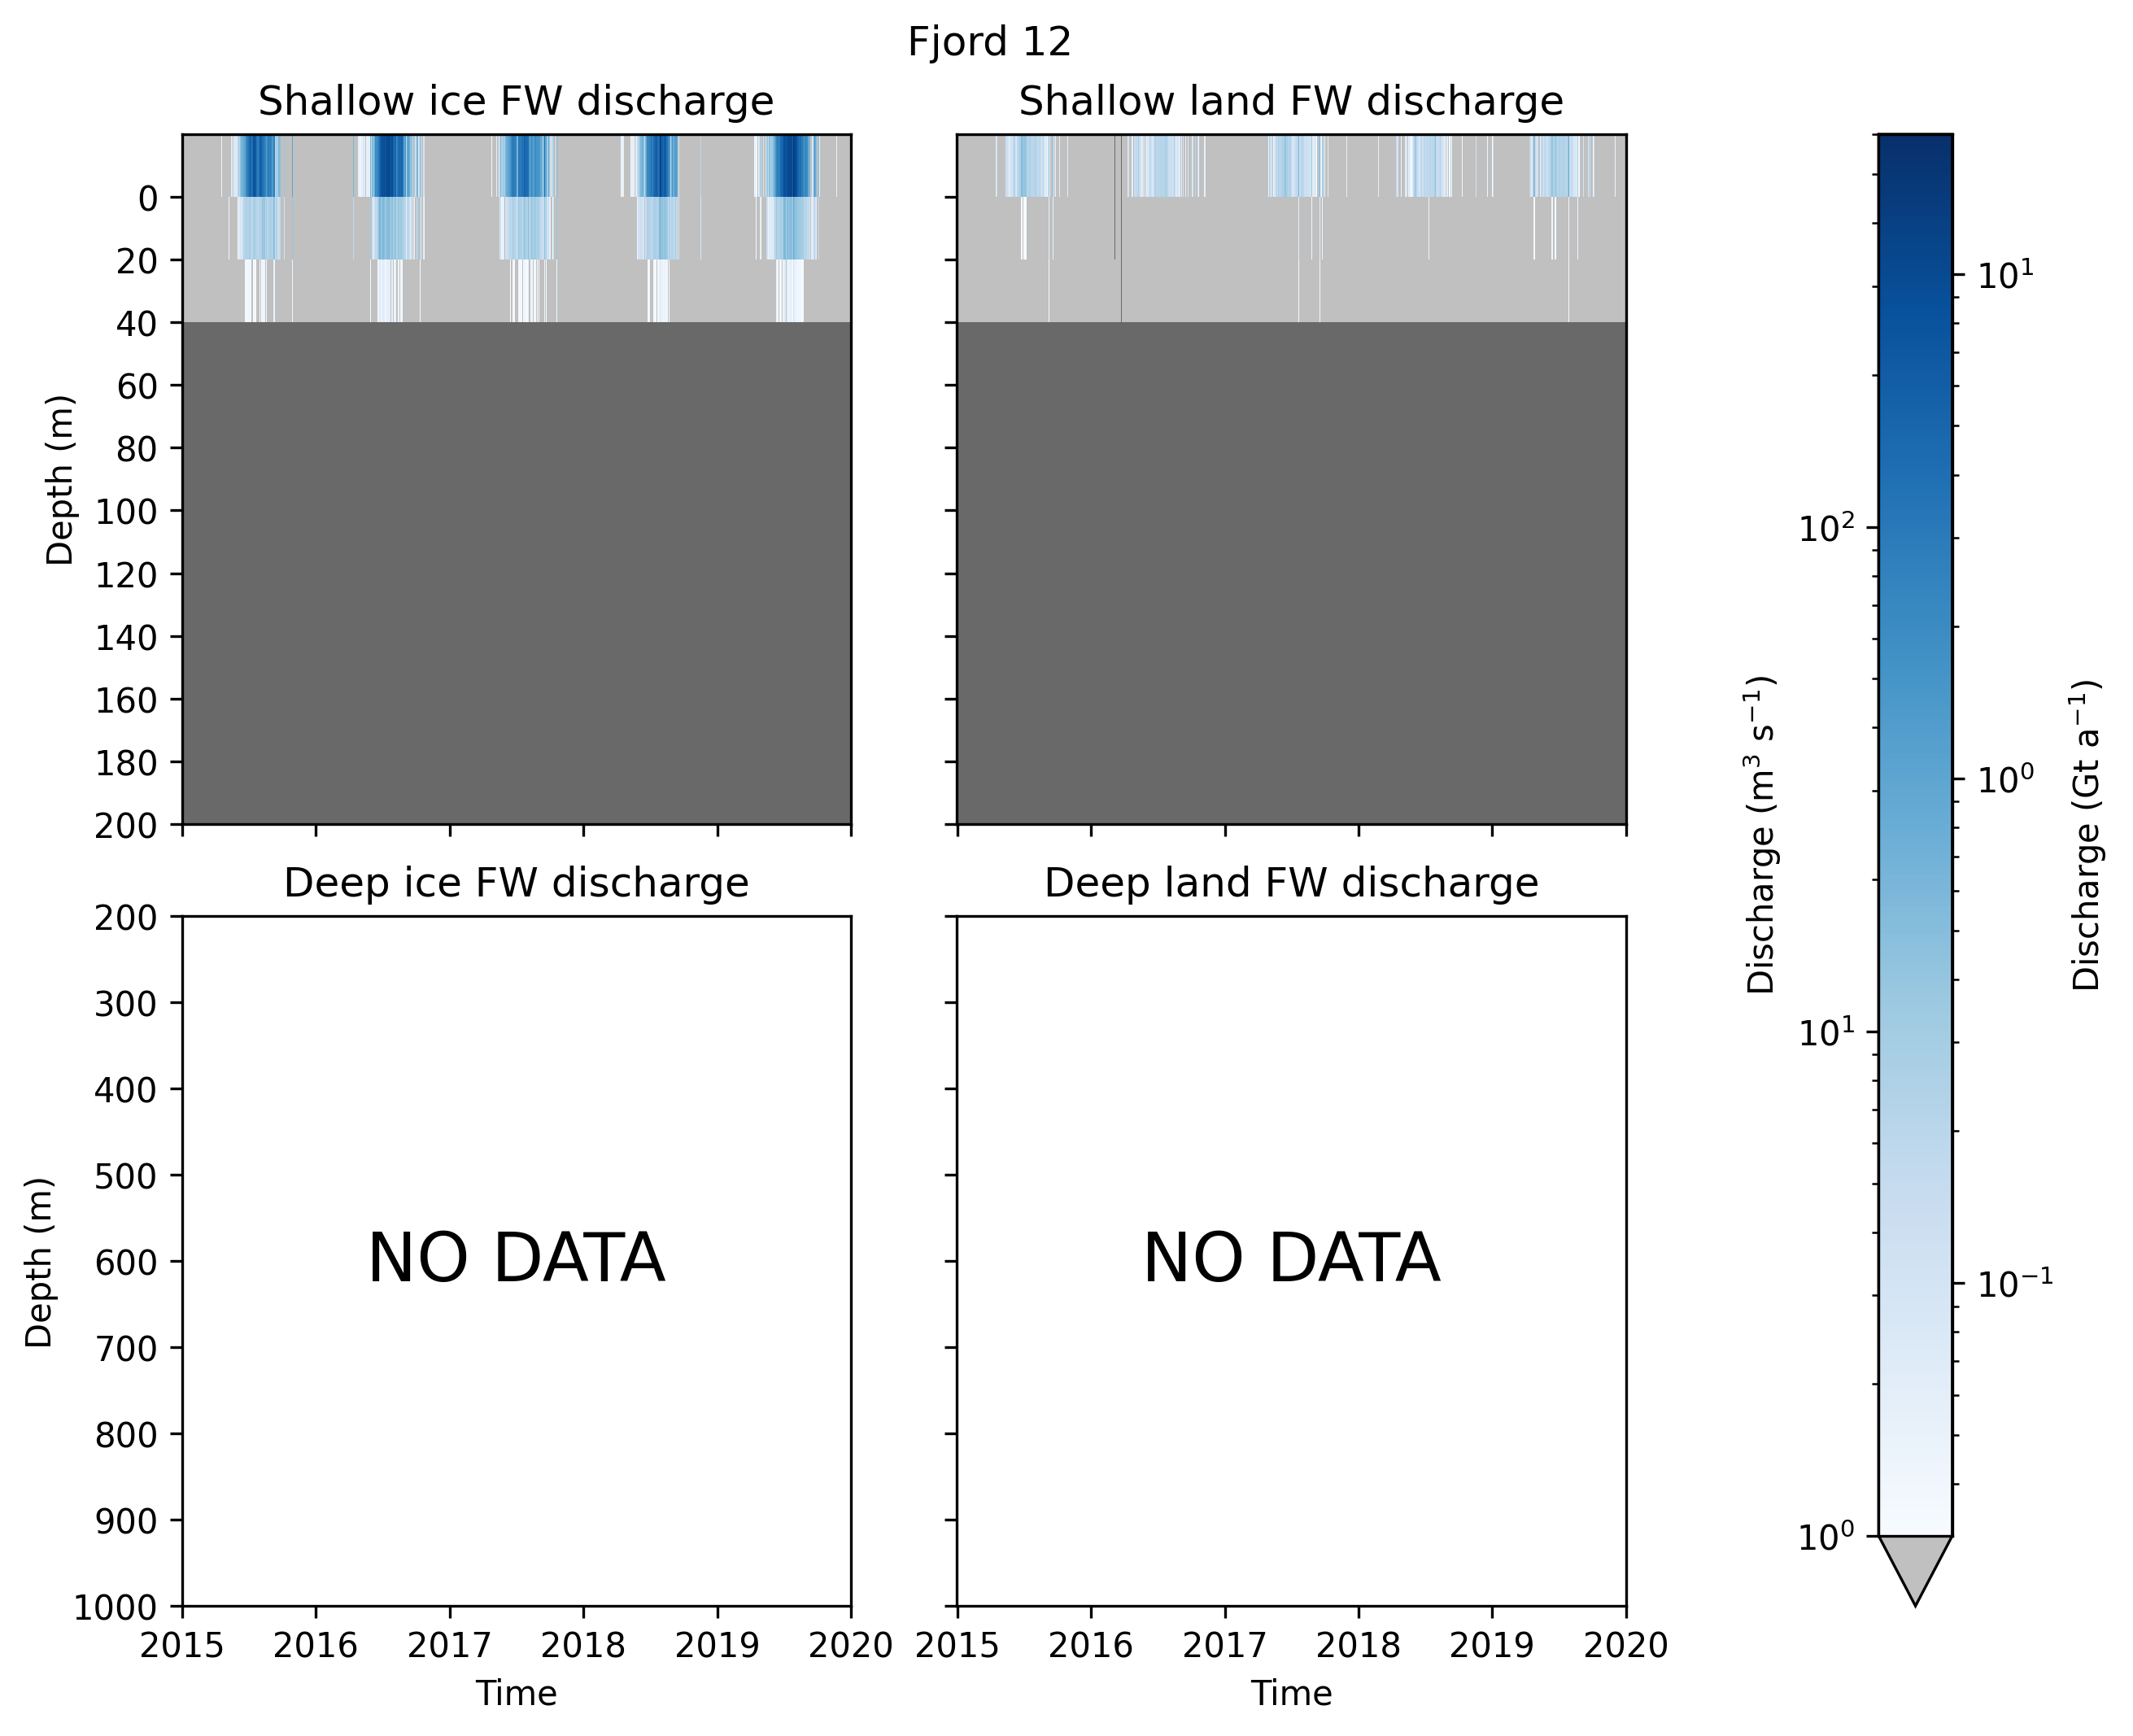 Fjord 12
Shallow ice FW discharge
Shallow land FW discharge
Depth (m)
0
20
40
60
80
100
120
140
160
180
200
Deep ice FW discharge
Deep land FW discharge
Depth (m)
200
300
400
500
600
700
800
900
1000
NO DATA
NO DATA
2015 2016 2017 2018 2019 2020
2015 2016 2017 2018 2019 2020
Time
Time
Discharge (m³ s⁻¹)
10²
10¹
10⁰
10¹
10⁰
10⁻¹
Discharge (Gt a⁻¹)